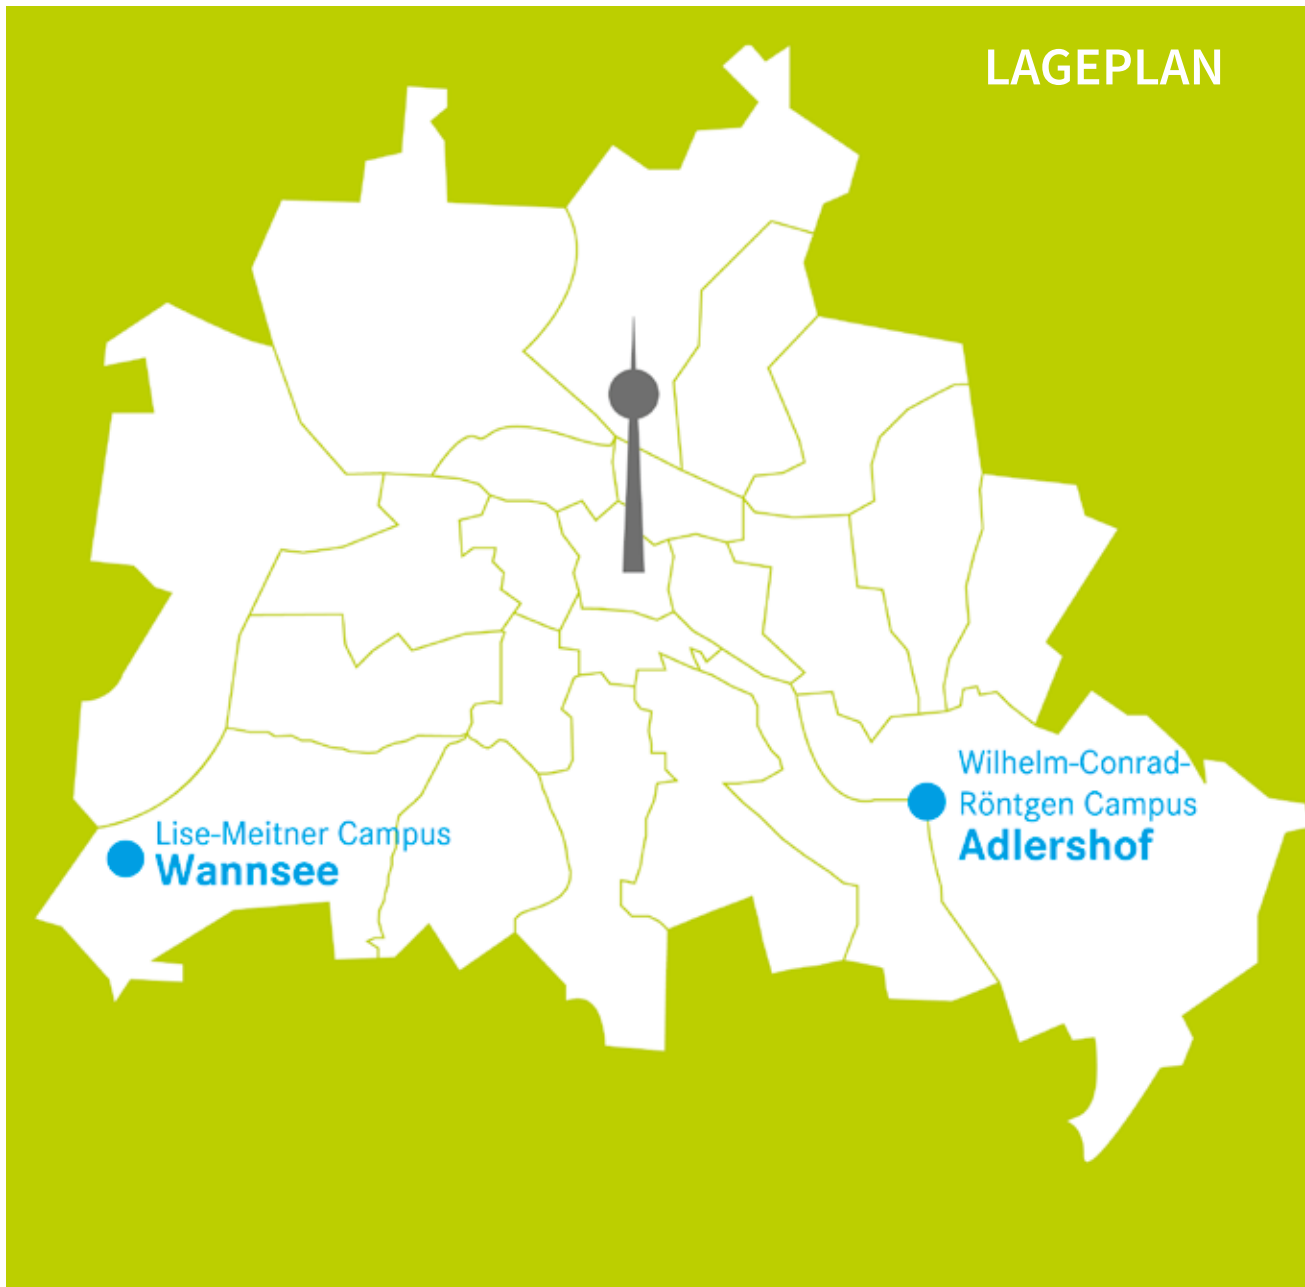 LAGEPLAN
Wilhelm-Conrad-
Röntgen Campus
Adlershof
Lise-Meitner Campus
Wannsee